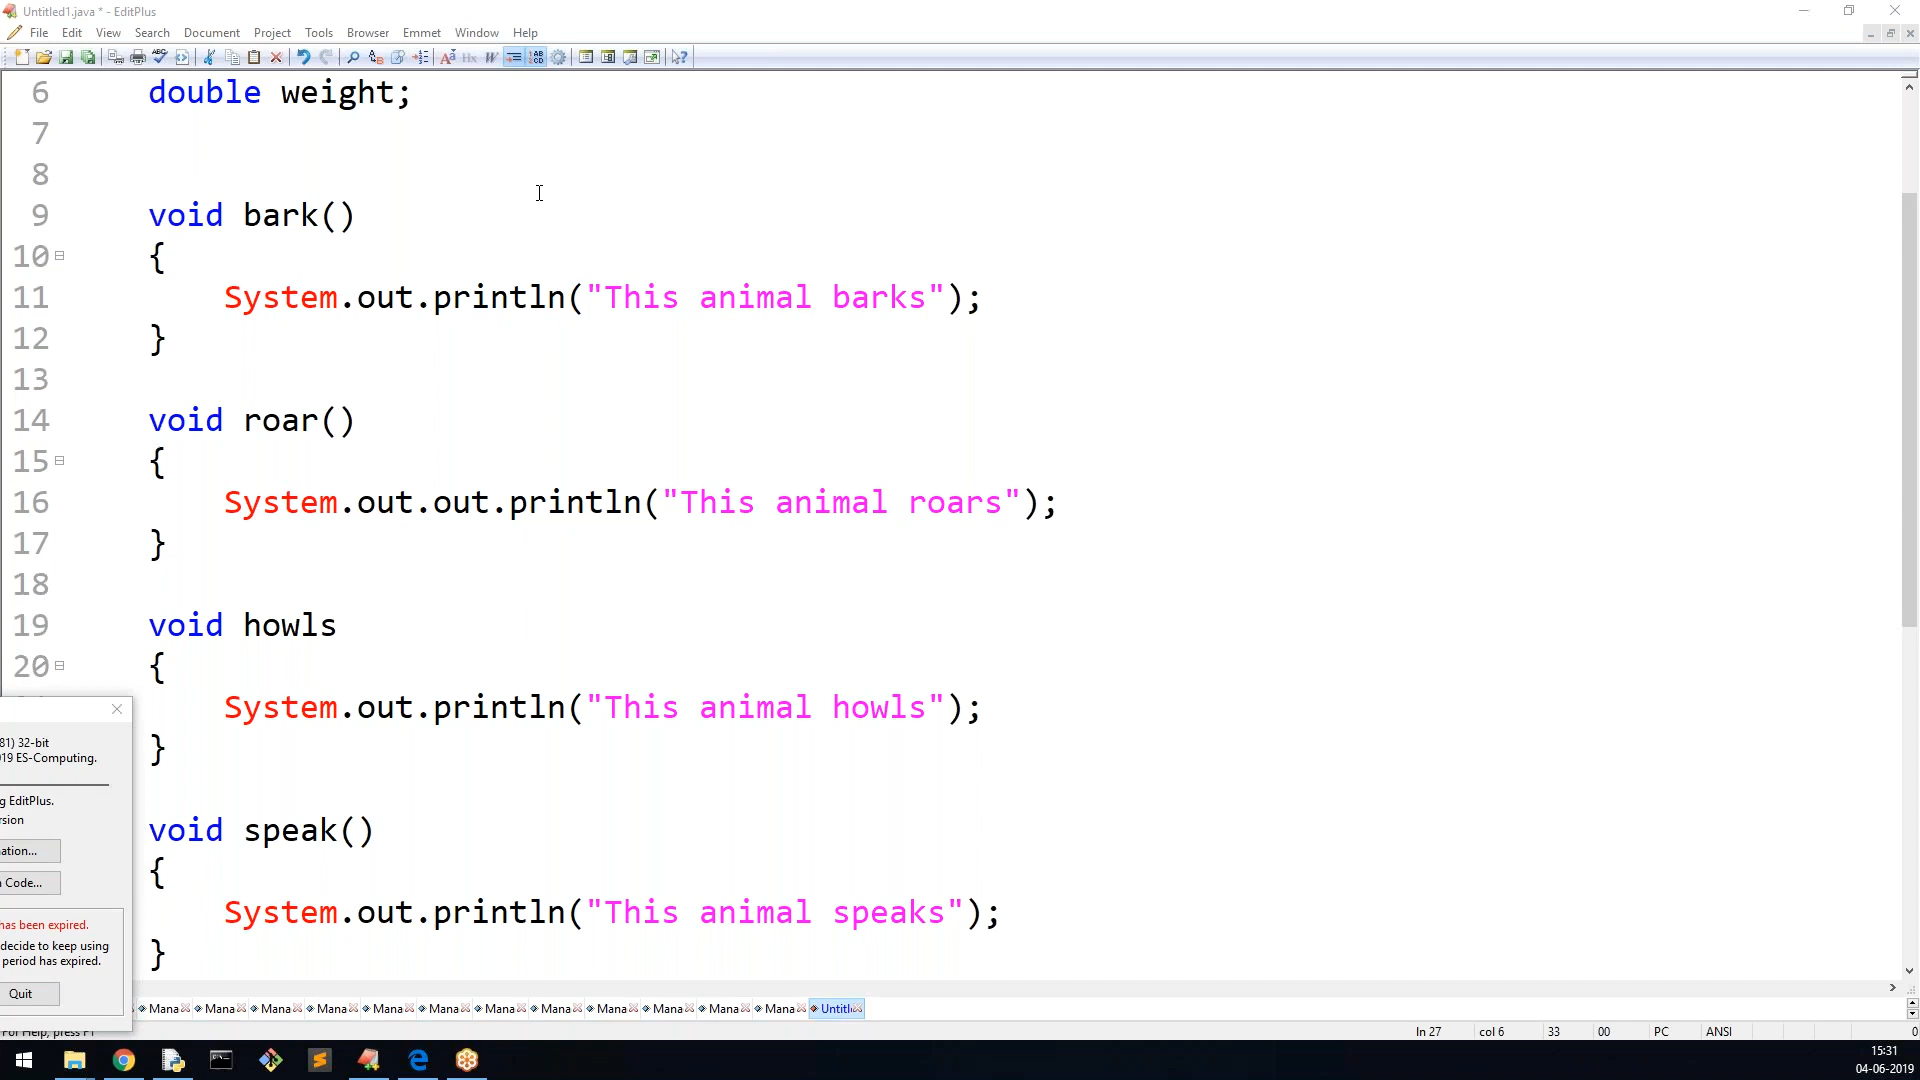 Untitled1.java * - EditPlus
File Edit View Search Document Project Tools Browser Emmet Window Help
6 double weight;
7
8
9 void bark()
10 {
11 System.out.println("This animal barks");
12 }
13
14 void roar()
15 {
16 System.out.out.println("This animal roars");
17 }
18
19 void howls
20 {
System.out.println("This animal howls");
}
void speak()
{
System.out.println("This animal speaks");
}
81) 32-bit
19 ES-Computing.
g EditPlus.
rsion
ation...
Code...
has been expired.
decide to keep using
period has expired.
Quit
Mana Mana Mana Mana Mana Mana Mana Mana Mana Mana Mana Mana Untitl
For Help, press F1
ln 27 col 6 33 00 PC ANSI 0
15:31
04-06-2019